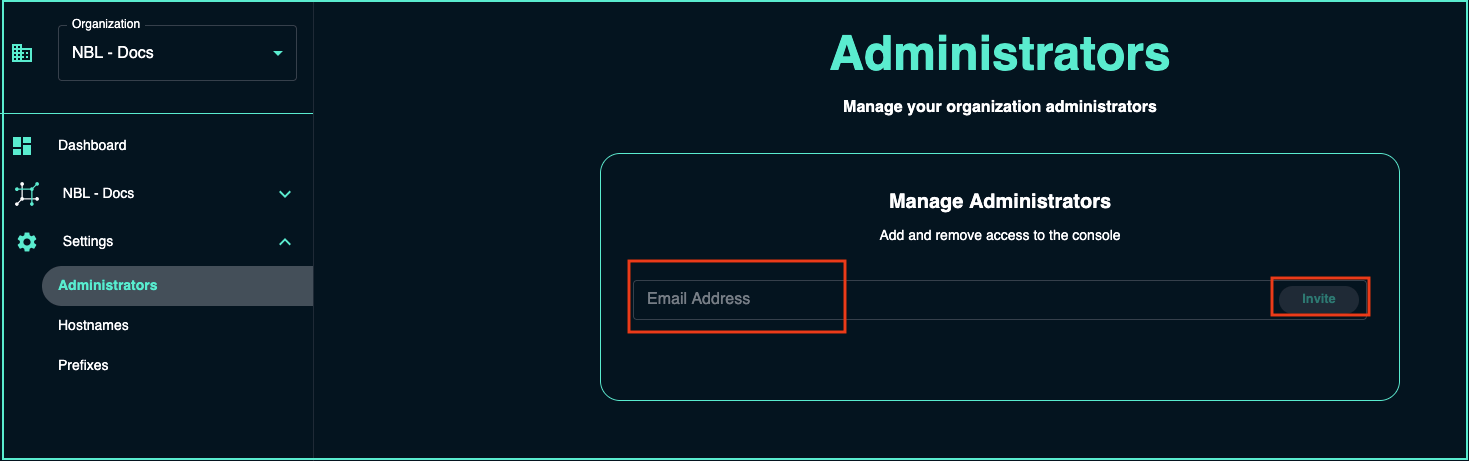 Organization
NBL - Docs
Dashboard
NBL - Docs
Settings
Administrators
Hostnames
Prefixes
Administrators
Manage your organization administrators
Manage Administrators
Add and remove access to the console
Email Address
Invite